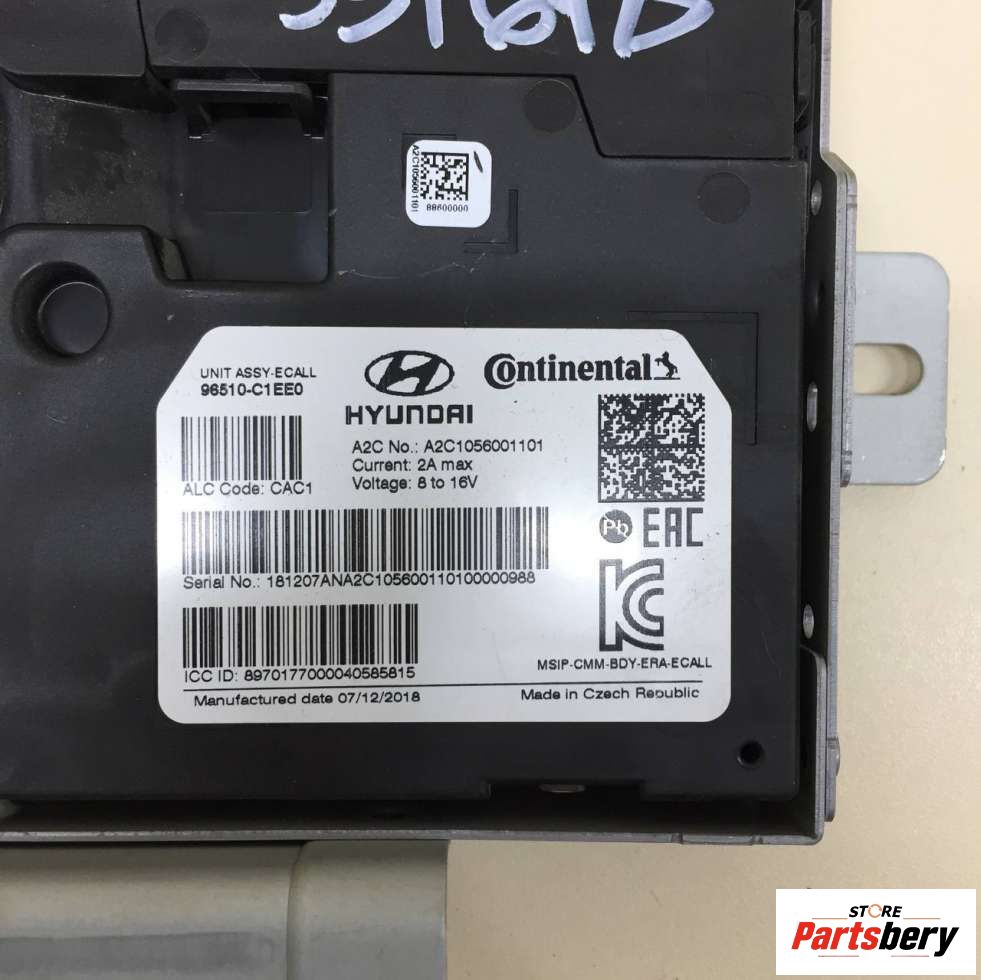 A2C1056001101
00000988
UNIT ASSY-ECALL
96510-C1EE0
HYUNDAI
Continental
A2C No.: A2C1056001101
Current: 2A max
Voltage: 8 to 16V
ALC Code: CAC1
Pb
EAC
Serial No.: 181207ANA2C105600110100000988
KC
ICC ID: 8970177000040585815
MSIP-CMM-BDY-ERA-ECALL
Manufactured date 07/12/2018
Made in Czech Republic
STORE
Partsbery